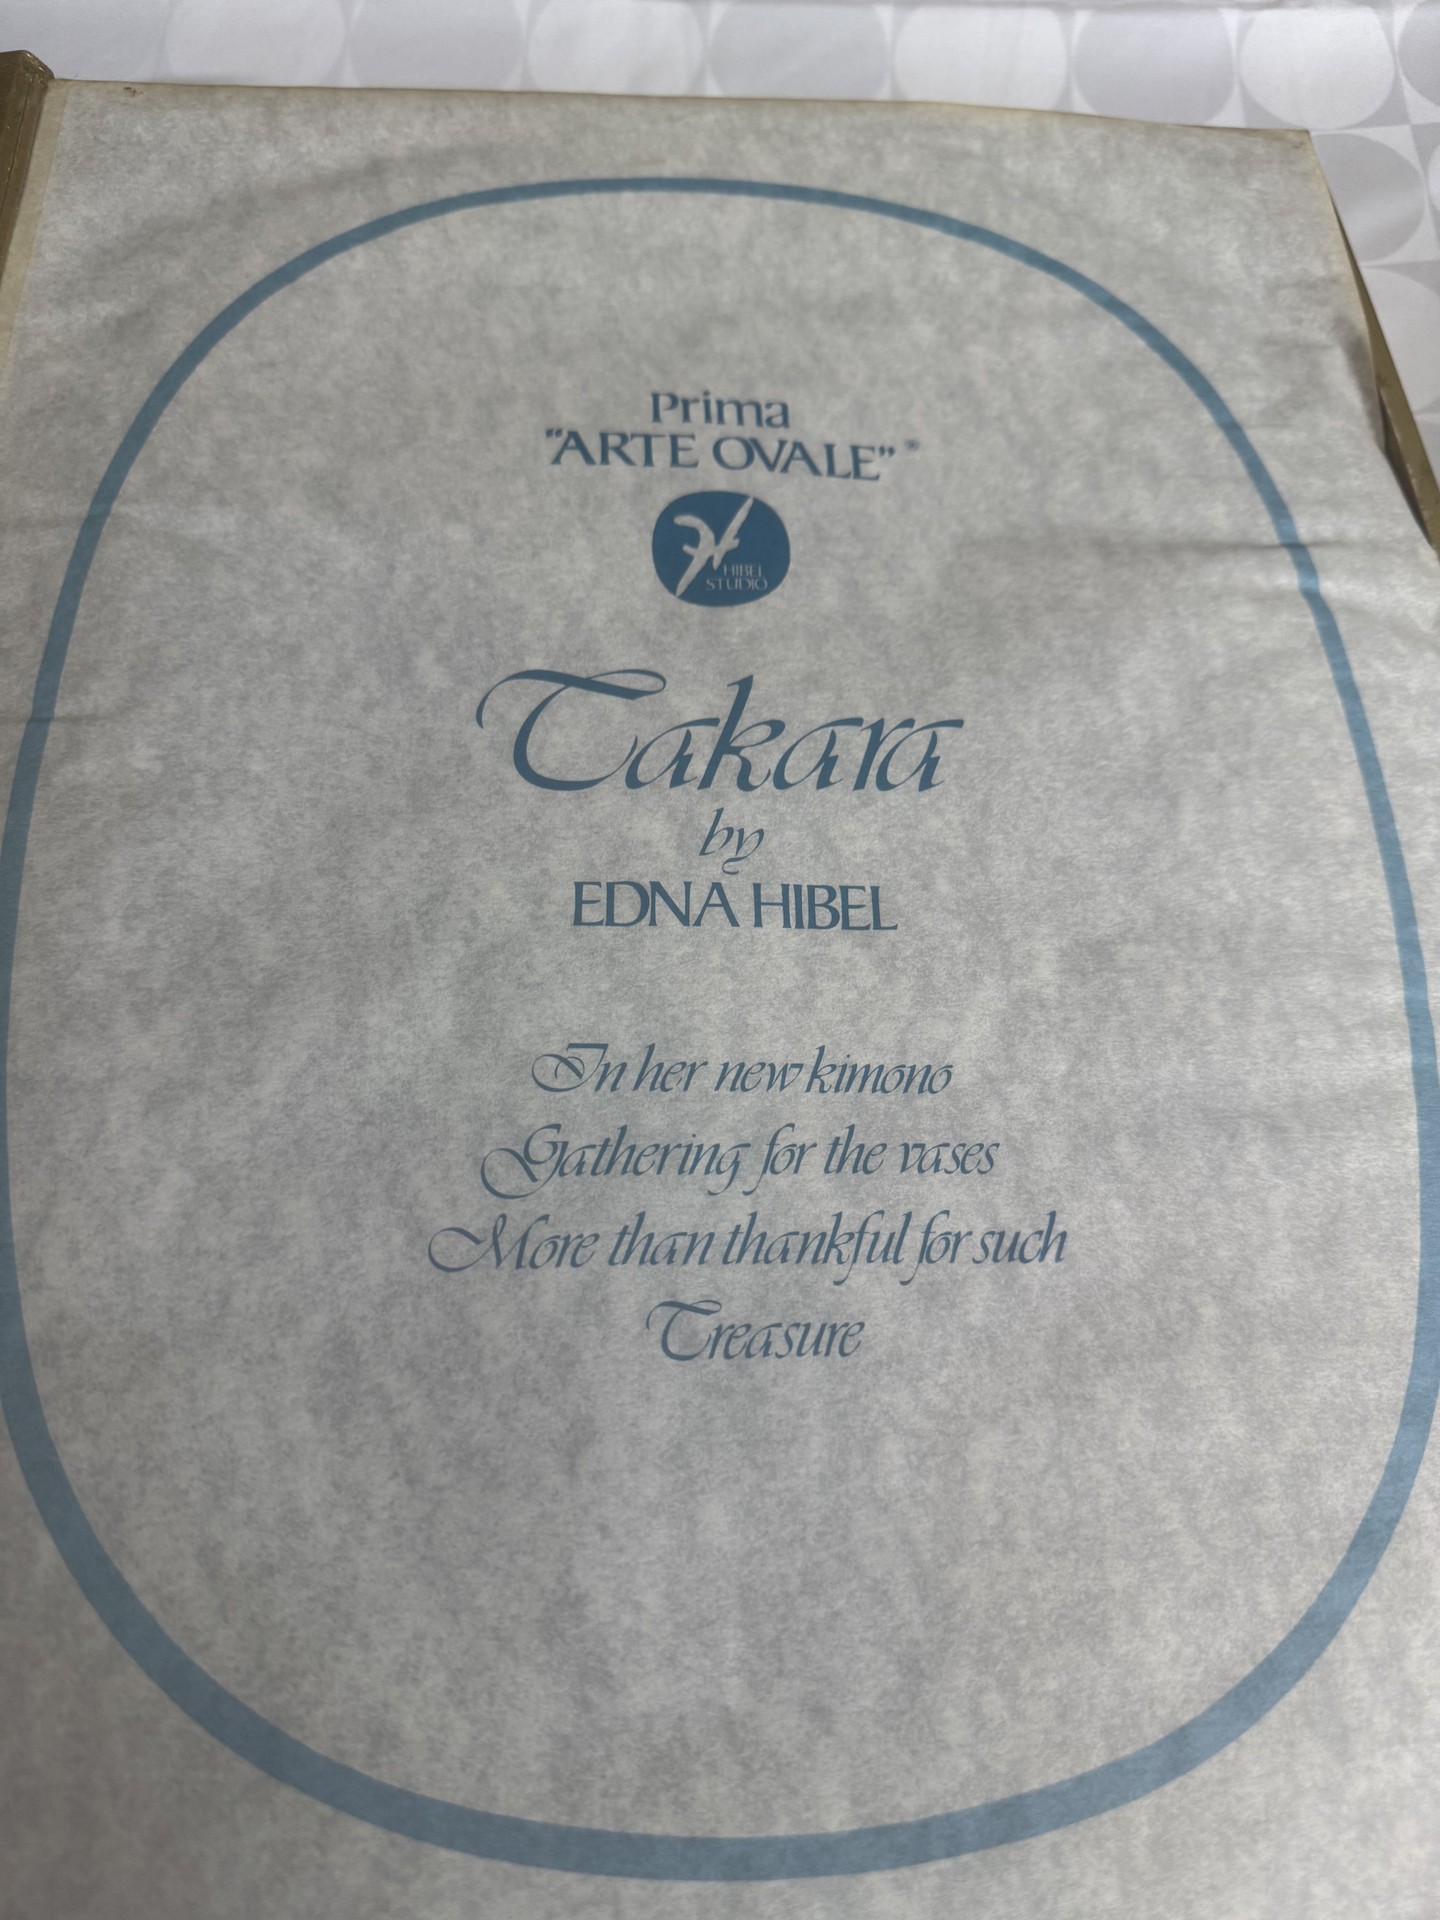 Prima
"ARTE OVALE" ®
HIBEL
STUDIO
Takara
by
EDNA HIBEL
In her new kimono
Gathering for the vases
More than thankful for such
Treasure